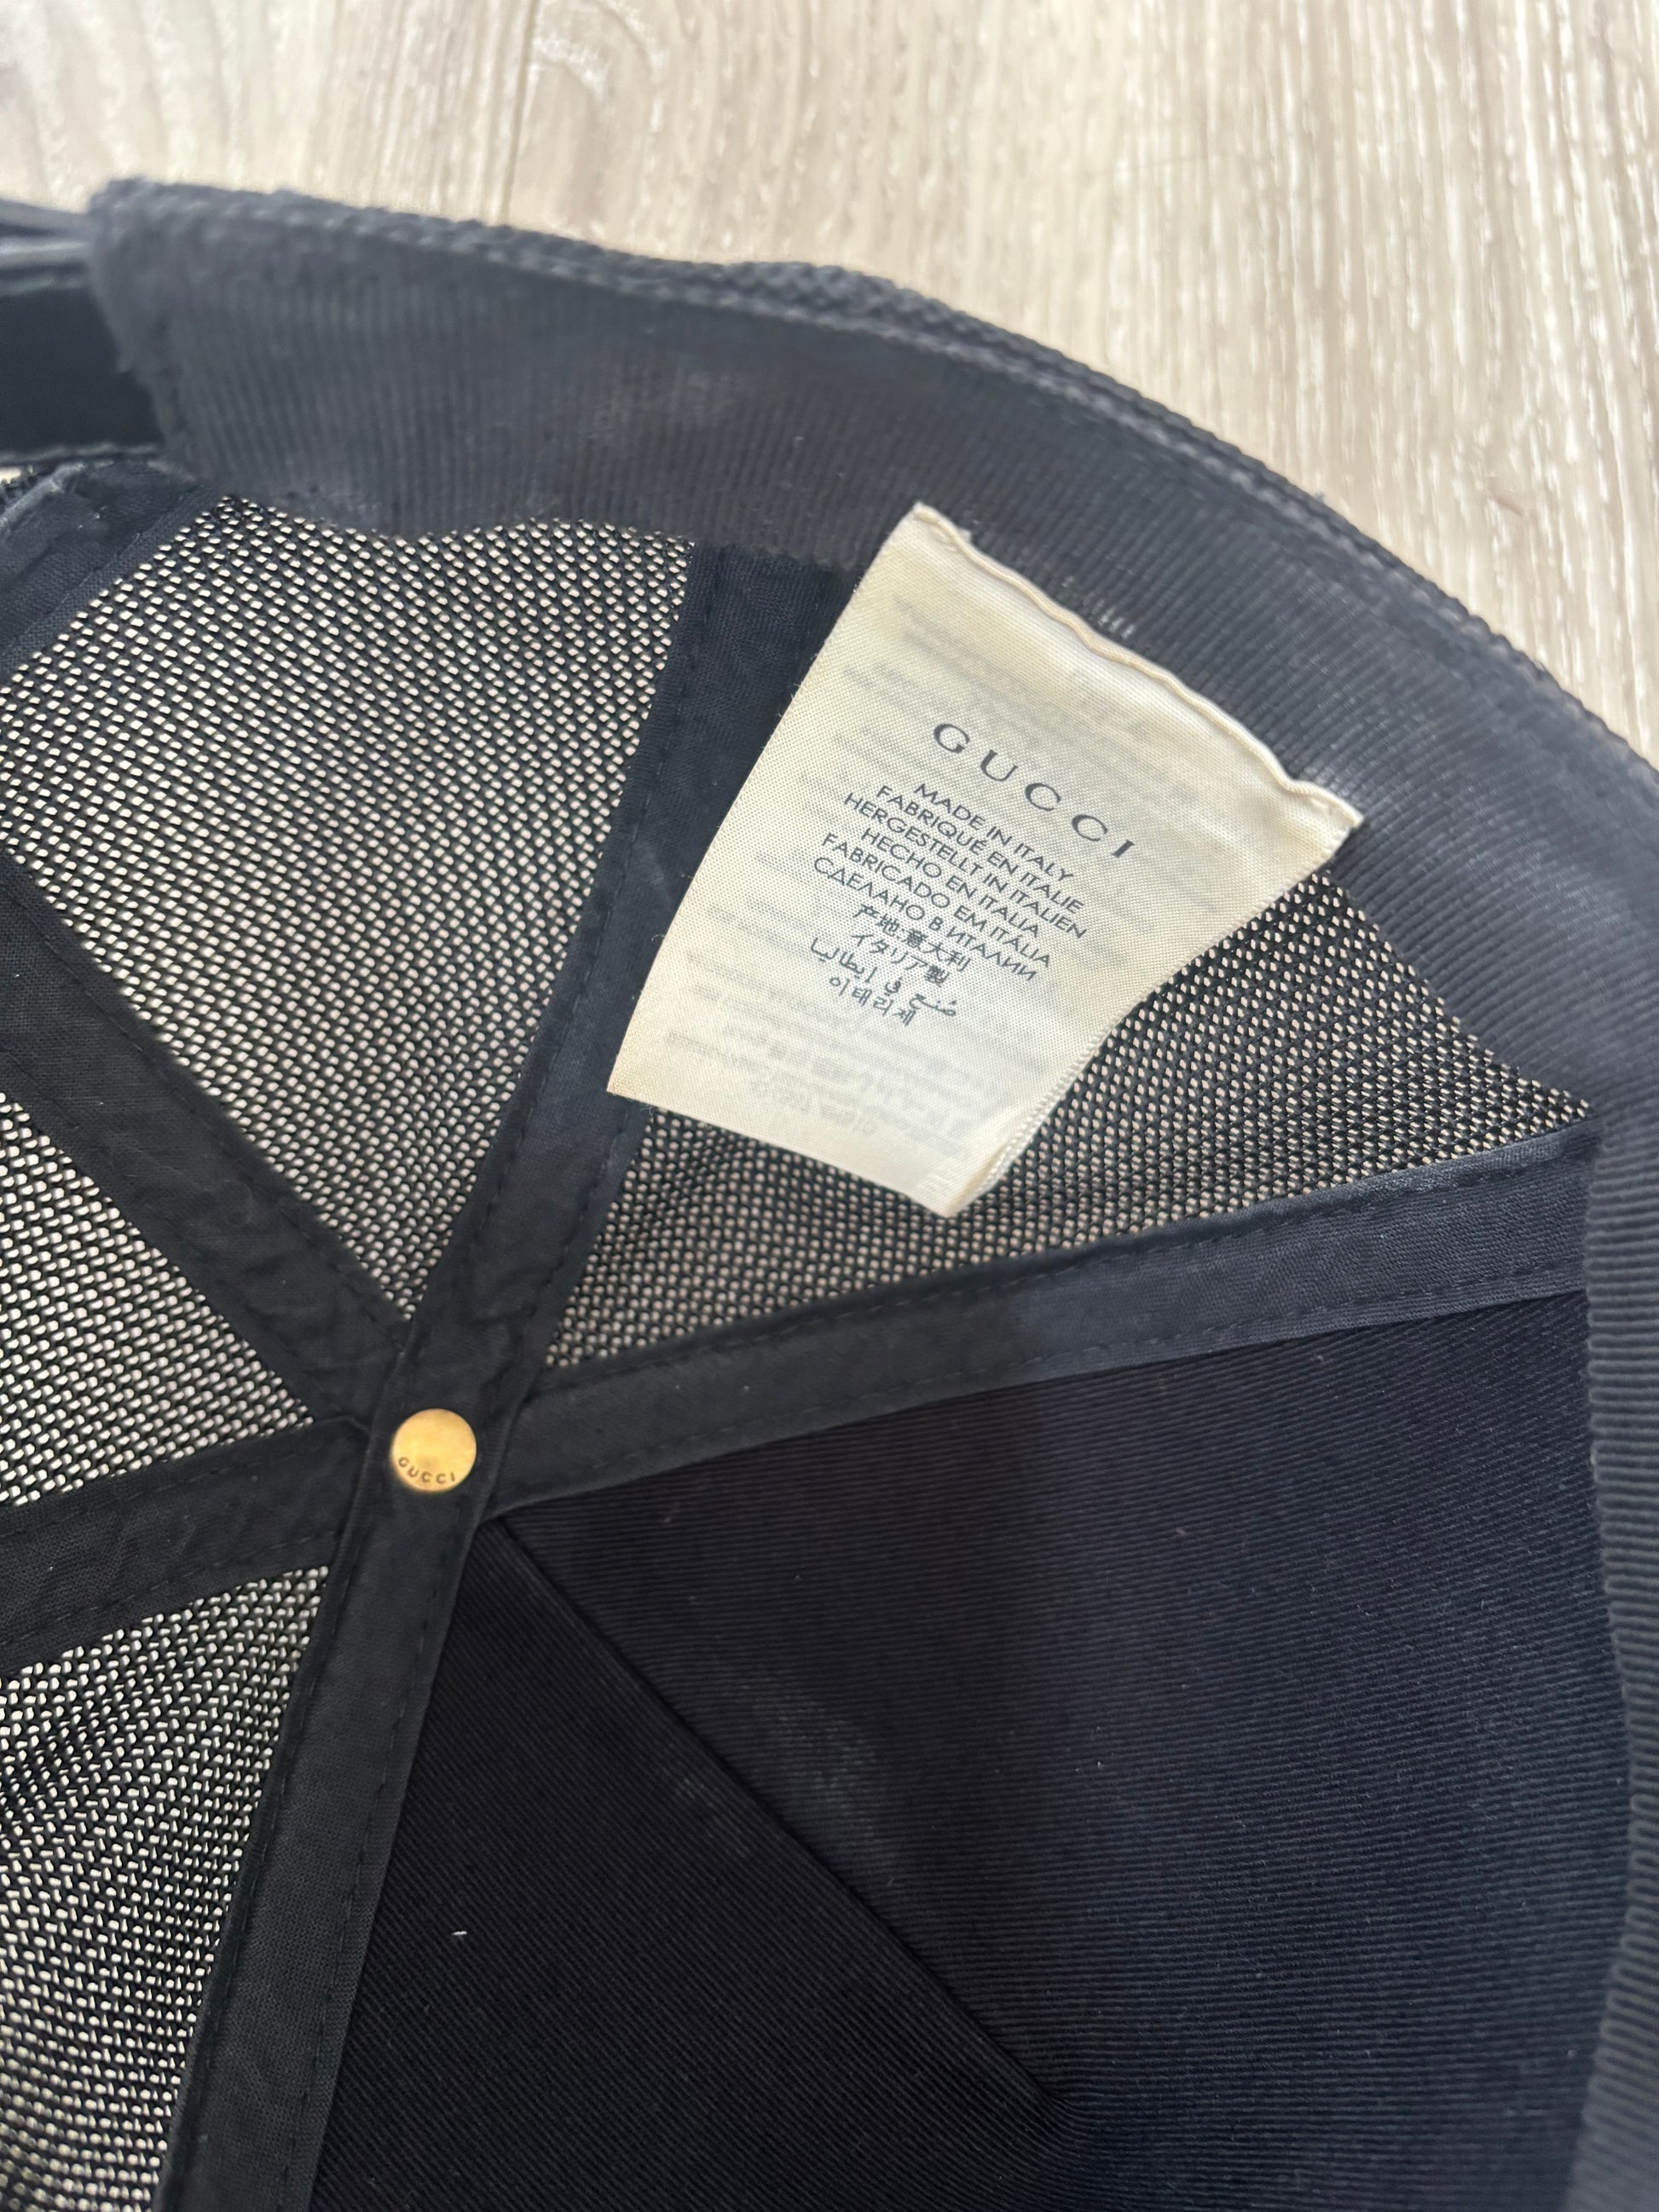 GUCCI
MADE IN ITALY
FABRIQUÉ EN ITALIE
HERGESTELLT IN ITALIEN
HECHO EN ITALIA
FABRICADO EM ITÁLIA
СДЕЛАНО В ИТАЛИИ
产地:意大利
イタリア製
صُنع في إيطاليا
이태리제
GUCCI